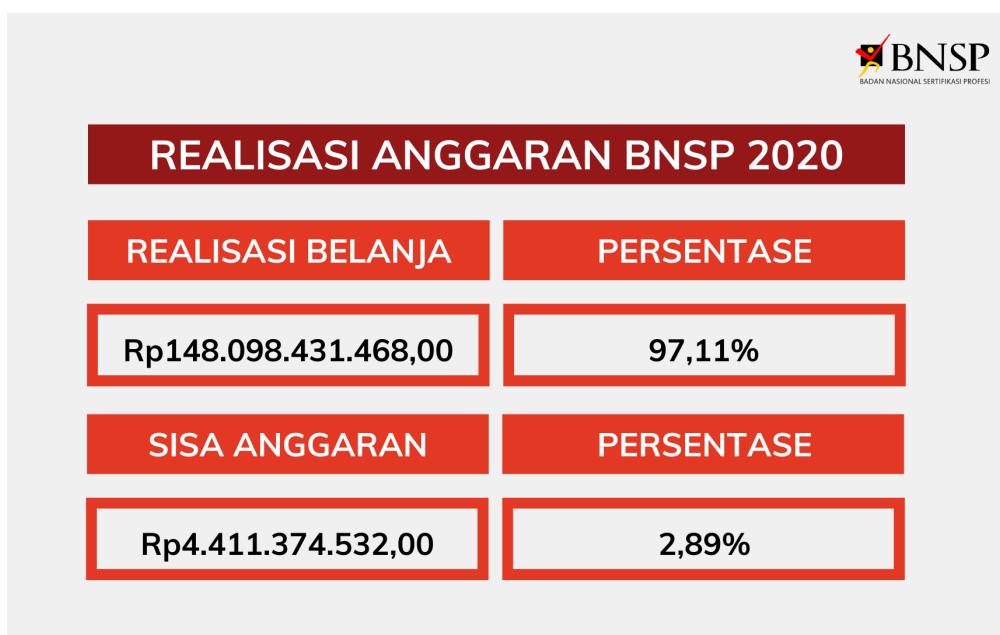 BNSP
BADAN NASIONAL SERTIFIKASI PROFESI
REALISASI ANGGARAN BNSP 2020
REALISASI BELANJA
PERSENTASE
Rp148.098.431.468,00
97,11%
SISA ANGGARAN
PERSENTASE
Rp4.411.374.532,00
2,89%